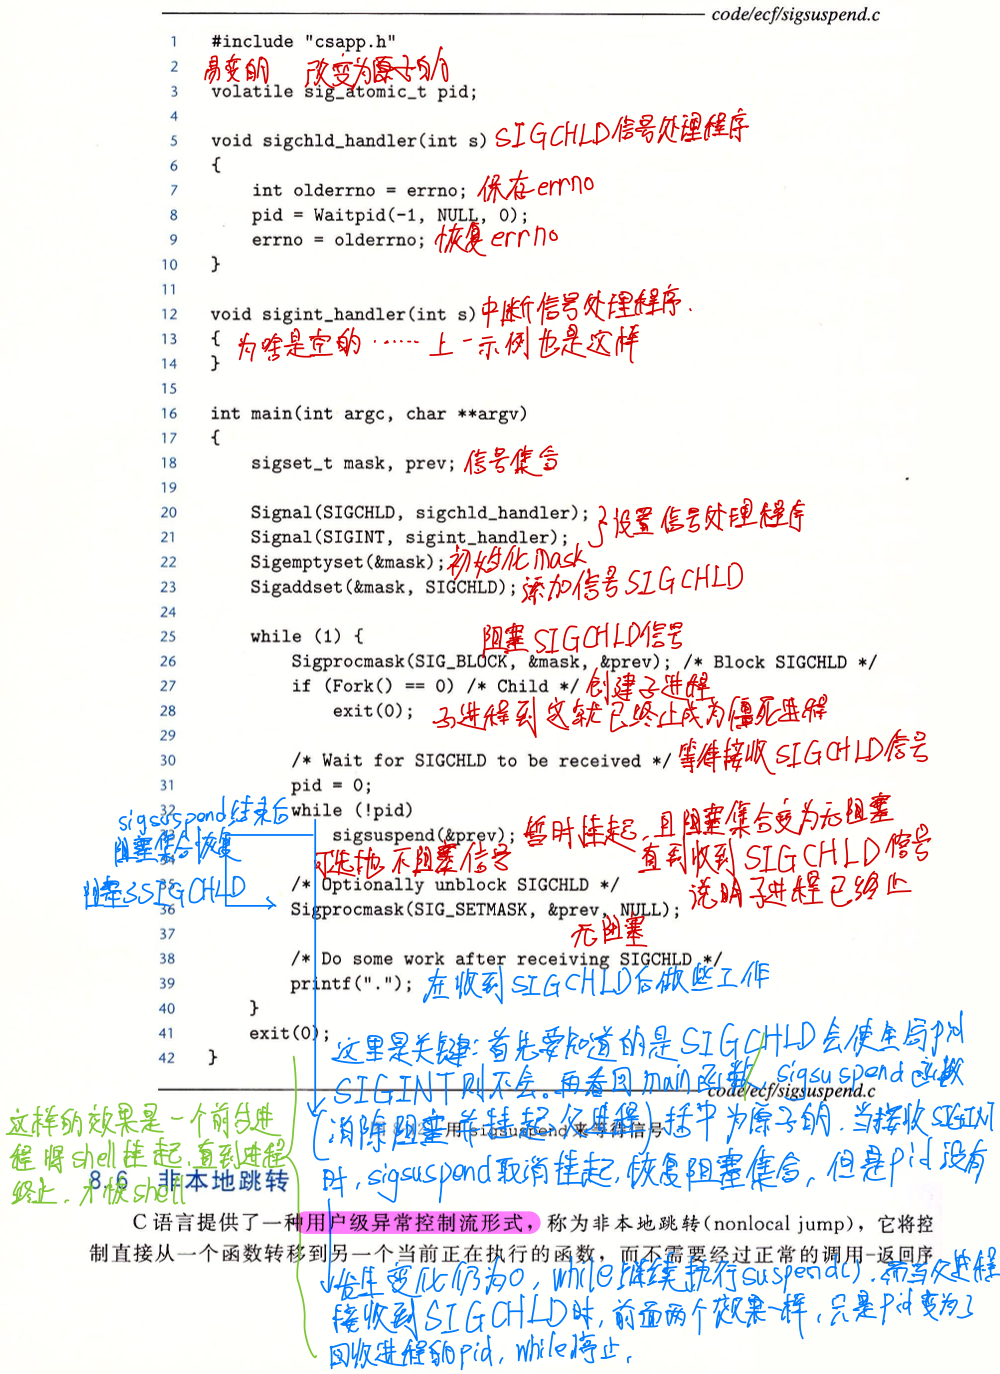 code/ecf/sigsuspend.c
1 #include "csapp.h"
2 易变的 改变为原子的
3 volatile sig_atomic_t pid;
4
5 void sigchld_handler(int s) SIGCHLD信号处理程序
6 {
7 int olderrno = errno; 保存errno
8 pid = Waitpid(-1, NULL, 0);
9 errno = olderrno; 恢复errno
10 }
11
12 void sigint_handler(int s) 中断信号处理程序.
13 { 为啥是空的 …… 上一示例也是这样
14 }
15
16 int main(int argc, char **argv)
17 {
18 sigset_t mask, prev; 信号集合
19
20 Signal(SIGCHLD, sigchld_handler);
21 Signal(SIGINT, sigint_handler); } 设置信号处理程序
22 Sigemptyset(&mask); 初始化mask
23 Sigaddset(&mask, SIGCHLD); 添加信号SIGCHLD
24
25 while (1) { 阻塞SIGCHLD信号
26 Sigprocmask(SIG_BLOCK, &mask, &prev); /* Block SIGCHLD */
27 if (Fork() == 0) /* Child */ 创建子进程
28 exit(0); 子进程到这就已终止成为僵死进程
29
30 /* Wait for SIGCHLD to be received */ 等待接收SIGCHLD信号
31 pid = 0;
32 while (!pid)
33 sigsuspend(&prev); 暂时挂起,且阻塞集合变为无阻塞
直到收到SIGCHLD信号
说明子进程已终止
sigsuspend结束后
阻塞集合恢复
阻塞SSIGCHLD
34 可选地 不阻塞信号
35 /* Optionally unblock SIGCHLD */
36 Sigprocmask(SIG_SETMASK, &prev, NULL);
37 无阻塞
38 /* Do some work after receiving SIGCHLD */
39 printf("."); 在收到SIGCHLD后做些工作
40 }
41 exit(0);
42 }
code/ecf/sigsuspend.c
用sigsuspend来等待信号
这里是关键:首先要知道的是SIGCHLD会使全局pid
SIGINT则不会。再看回main函数,sigsuspend函数
(消除阻塞并挂起父进程)括中为原子的.当接收SIGINT
时,sigsuspend取消挂起,恢复阻塞集合,但是pid没有
发生变化仍为0,while继续执行suspend().而当父进程
接收到SIGCHLD时,前面两个效果一样,只是pid变为了
回收进程的pid,while停止.
这样的效果是一个前台进
程将shell挂起,直到进程
终止.才恢shell
8.6 非本地跳转
C 语言提供了一种用户级异常控制流形式,称为非本地跳转(nonlocal jump),它将控
制直接从一个函数转移到另一个当前正在执行的函数,而不需要经过正常的调用-返回序